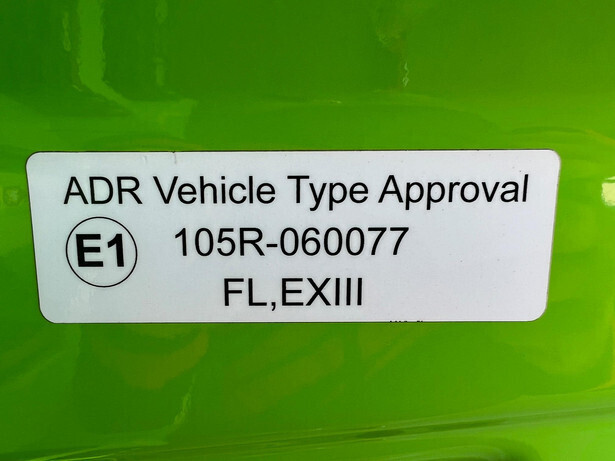 ADR Vehicle Type Approval
E1 105R-060077
FL,EXIII